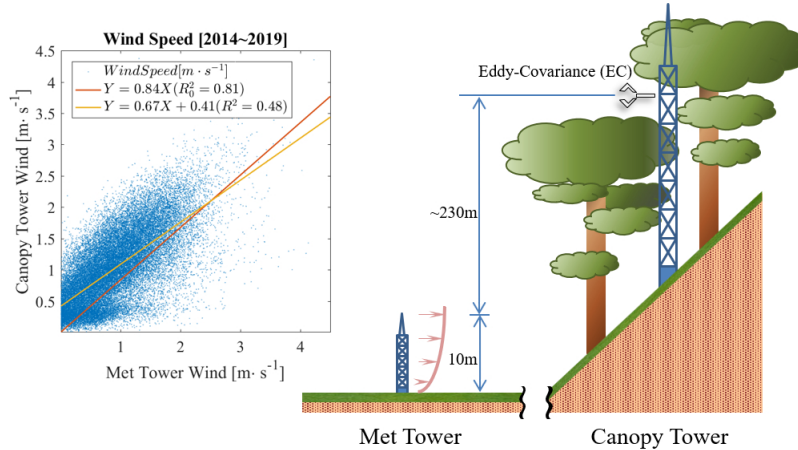 Wind Speed [2014~2019]
4.5
4
3.5
3
2.5
2
1.5
1
0.5
Canopy Tower Wind [m· s⁻¹]
WindSpeed[m · s⁻¹]
Y = 0.84X(R₀² = 0.81)
Y = 0.67X + 0.41(R² = 0.48)
1
2
3
4
Met Tower Wind [m· s⁻¹]
Eddy-Covariance (EC)
~230m
10m
Met Tower
Canopy Tower